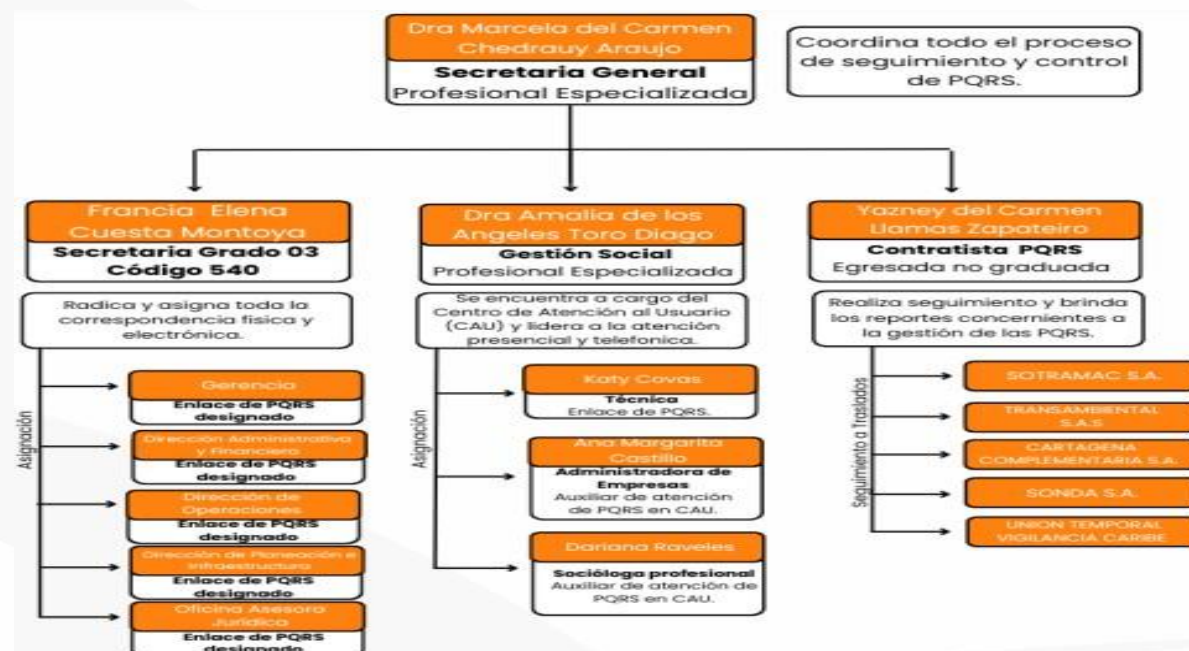 Dra Marcela del Carmen
Chedrauy Araujo
Secretaria General
Profesional Especializada
Coordina todo el proceso
de seguimiento y control
de PQRS.
Francia Elena
Cuesta Montoya
Secretaria Grado 03
Código 540
Radica y asigna toda la
correspondencia física y
electrónica.
Asignación
Gerencia
Enlace de PQRS
designado
Dirección Administrativa
y Financiero
Enlace de PQRS
designado
Dirección de
Operaciones
Enlace de PQRS
designado
Dirección de Planeación e
Infraestructura
Enlace de PQRS
designado
Oficina Asesora
Jurídica
Enlace de PQRS
designado
Dra Amalia de los
Angeles Toro Diago
Gestión Social
Profesional Especializada
Se encuentra a cargo del
Centro de Atención al Usuario
(CAU) y lidera a la atención
presencial y telefonica.
Asignación
Katy Cavas
Técnica
Enlace de PQRS.
Ana Margarita
Castillo
Administradora de
Empresas
Auxiliar de atención
de PQRS en CAU.
Dariana Raveles
Socióloga profesional
Auxiliar de atención de
PQRS en CAU.
Yazney del Carmen
Llamas Zapateiro
Contratista PQRS
Egresada no graduada
Realiza seguimiento y brinda
los reportes concernientes a
la gestión de las PQRS.
Seguimiento a Traslados
SOTRAMAC S.A.
TRANSAMBIENTAL
S.A.S
CARTAGENA
COMPLEMENTARIA S.A.
SONDA S.A.
UNION TEMPORAL
VIGILANCIA CARIBE